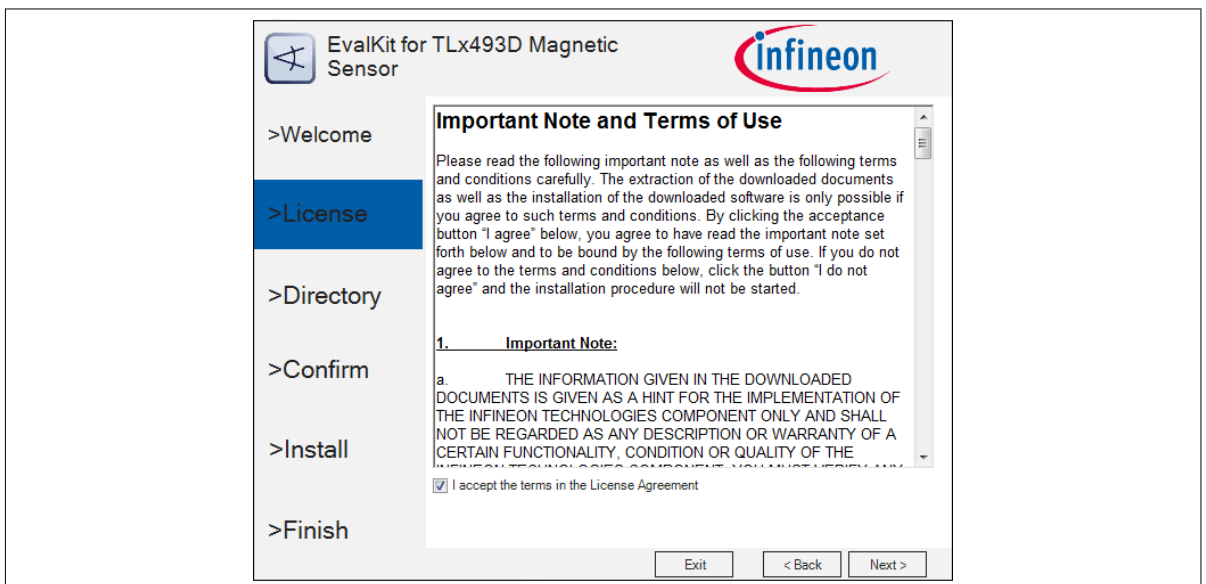 EvalKit for TLx493D Magnetic
Sensor
infineon
>Welcome
>License
>Directory
>Confirm
>Install
>Finish
Important Note and Terms of Use
Please read the following important note as well as the following terms
and conditions carefully. The extraction of the downloaded documents
as well as the installation of the downloaded software is only possible if
you agree to such terms and conditions. By clicking the acceptance
button “I agree” below, you agree to have read the important note set
forth below and to be bound by the following terms of use. If you do not
agree to the terms and conditions below, click the button “I do not
agree” and the installation procedure will not be started.
1. Important Note:
a. THE INFORMATION GIVEN IN THE DOWNLOADED
DOCUMENTS IS GIVEN AS A HINT FOR THE IMPLEMENTATION OF
THE INFINEON TECHNOLOGIES COMPONENT ONLY AND SHALL
NOT BE REGARDED AS ANY DESCRIPTION OR WARRANTY OF A
CERTAIN FUNCTIONALITY, CONDITION OR QUALITY OF THE
INFINEON TECHNOLOGIES COMPONENT. YOU MUST VERIFY ANY
I accept the terms in the License Agreement
Exit
< Back
Next >